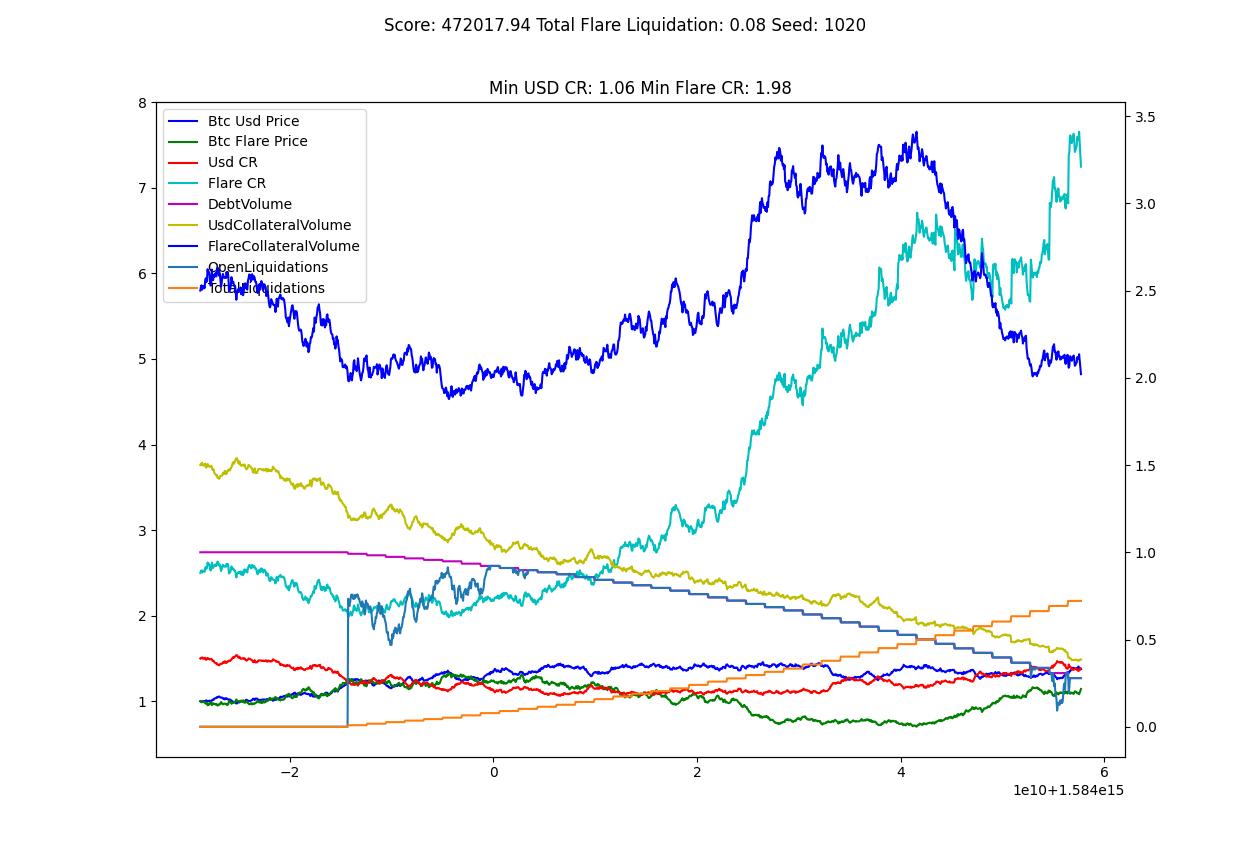 Score: 472017.94 Total Flare Liquidation: 0.08 Seed: 1020
Min USD CR: 1.06 Min Flare CR: 1.98
8
7
6
5
4
3
2
1
Btc Usd Price
Btc Flare Price
Usd CR
Flare CR
DebtVolume
UsdCollateralVolume
FlareCollateralVolume
OpenLiquidations
TotalLiquidations
3.5
3.0
2.5
2.0
1.5
1.0
0.5
0.0
−2
0
2
4
6
1e10+1.584e15